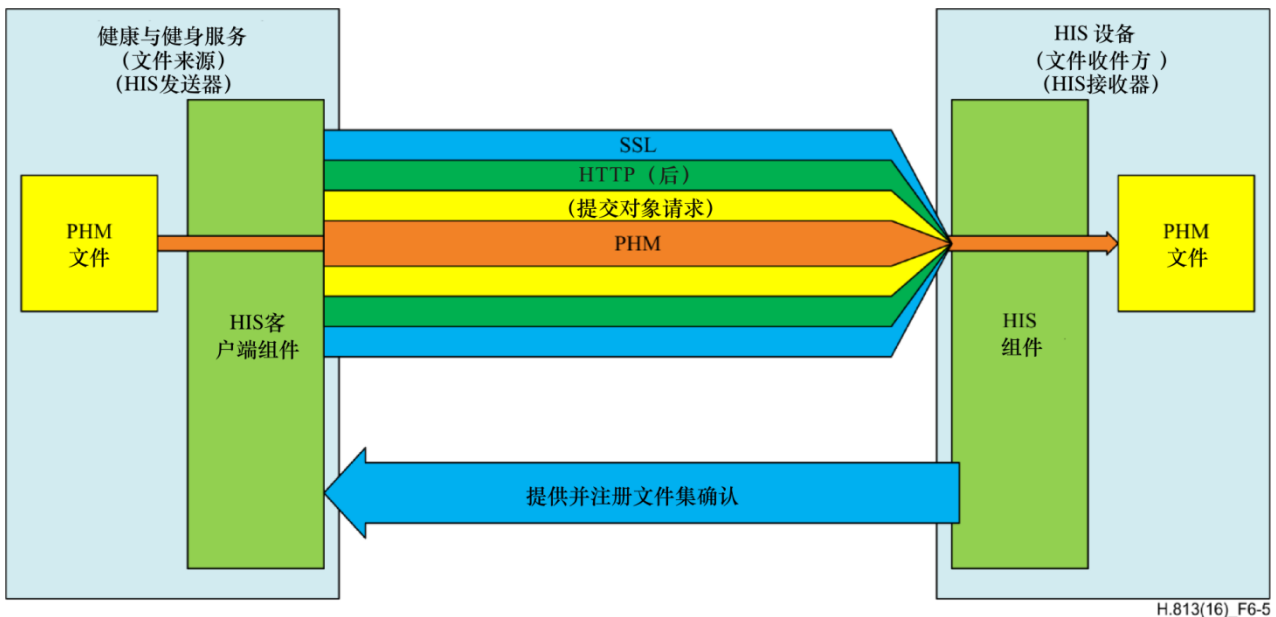 健康与健身服务
（文件来源）
（HIS发送器）
HIS 设备
（文件收件方 ）
（HIS接收器）
SSL
HTTP（后）
（提交对象请求）
PHM
PHM
文件
PHM
文件
HIS客
户端组件
HIS
组件
提供并注册文件集确认
H.813(16)_F6-5